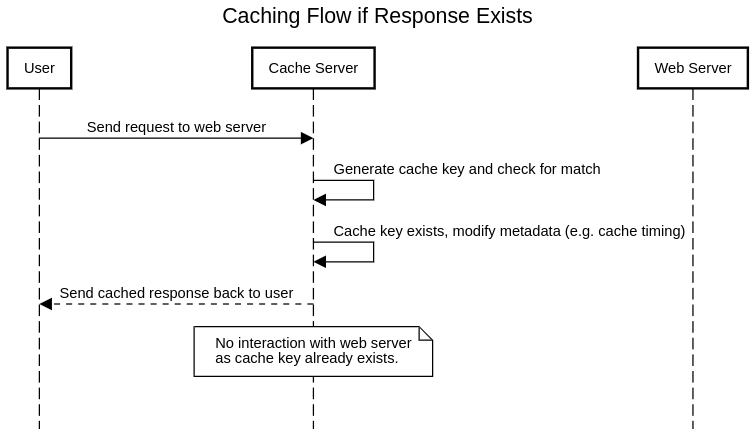 Caching Flow if Response Exists
User
Cache Server
Web Server
Send request to web server
Generate cache key and check for match
Cache key exists, modify metadata (e.g. cache timing)
Send cached response back to user
No interaction with web server
as cache key already exists.